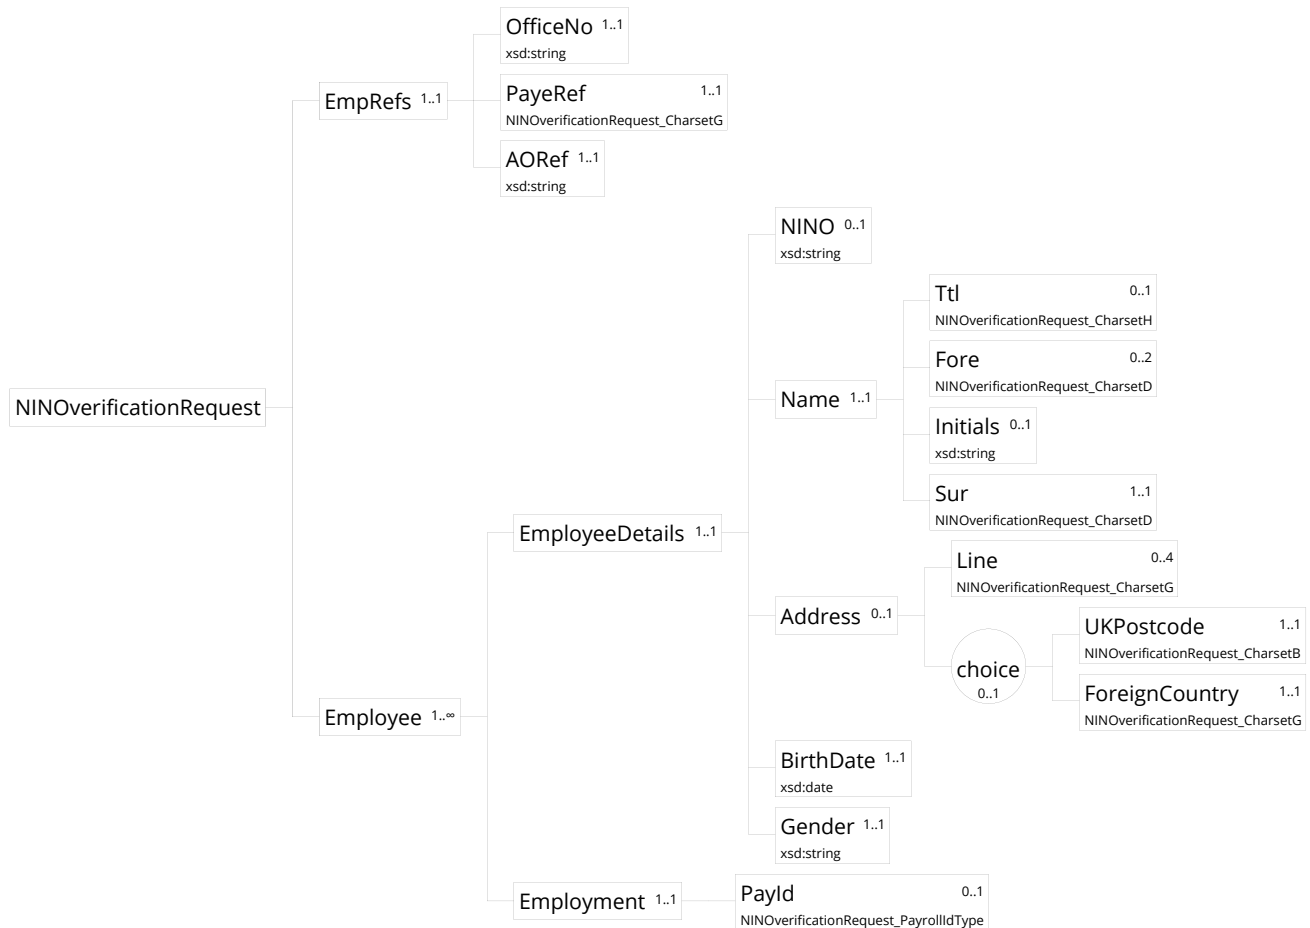 OfficeNo 1..1
xsd:string
EmpRefs 1..1
PayeRef 1..1
NINOverificationRequest_CharsetG
AORef 1..1
xsd:string
NINO 0..1
xsd:string
Ttl 0..1
NINOverificationRequest_CharsetH
Fore 0..2
NINOverificationRequest_CharsetD
Name 1..1
NINOverificationRequest
Initials 0..1
xsd:string
Sur 1..1
NINOverificationRequest_CharsetD
EmployeeDetails 1..1
Line 0..4
NINOverificationRequest_CharsetG
Address 0..1
UKPostcode 1..1
NINOverificationRequest_CharsetB
choice
0..1
ForeignCountry 1..1
NINOverificationRequest_CharsetG
Employee 1..∞
BirthDate 1..1
xsd:date
Gender 1..1
xsd:string
Employment 1..1
PayId 0..1
NINOverificationRequest_PayrollIdType